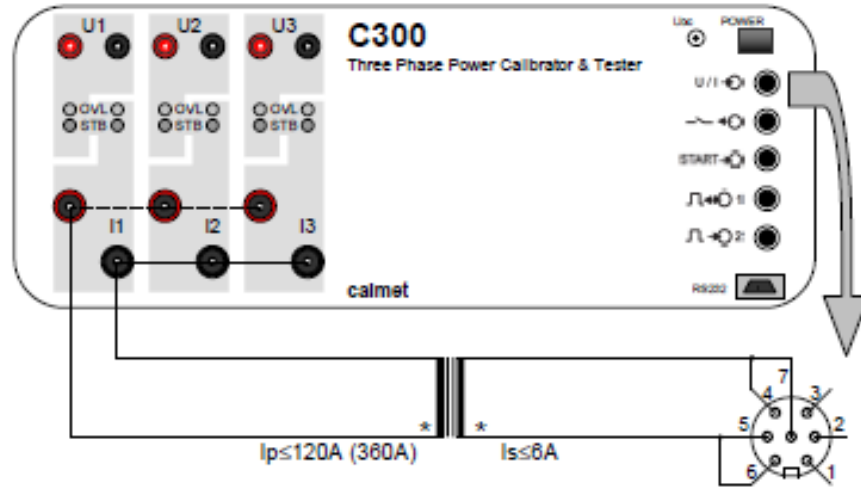 U1 U2 U3
C300
Three Phase Power Calibrator & Tester
Usc POWER
U / I
OVL OVL OVL
STB STB STB
START
1
I1 I2 I3
2
calmet
RS232
7
4 3
* * 5 2
Ip≤120A (360A) Is≤6A
6 1